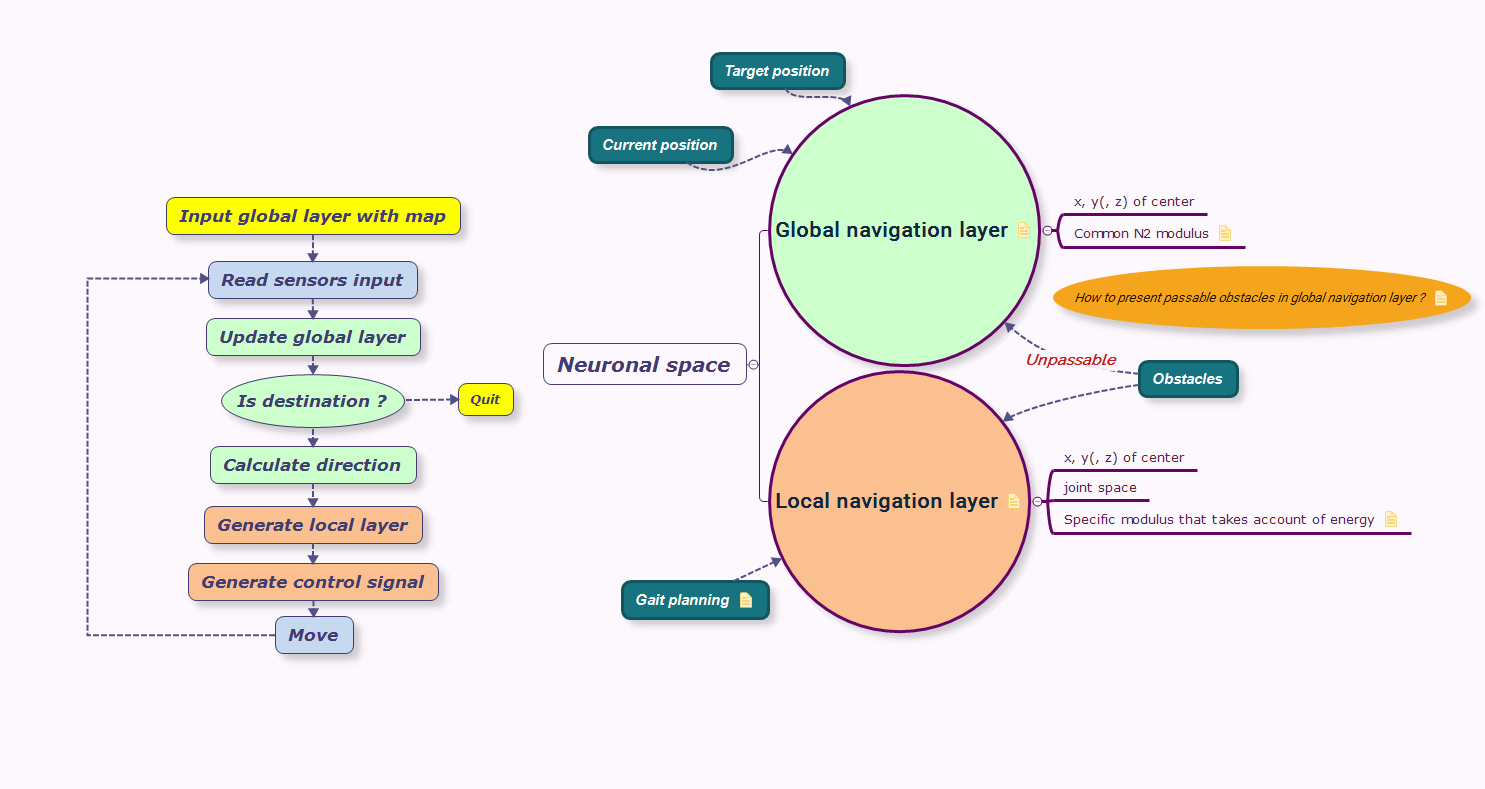 Input global layer with map
Read sensors input
Update global layer
Is destination ?
Quit
Calculate direction
Generate local layer
Generate control signal
Move
Neuronal space
Target position
Current position
Global navigation layer
x, y(, z) of center
Common N2 modulus
How to present passable obstacles in global navigation layer ?
Unpassable
Obstacles
Local navigation layer
x, y(, z) of center
joint space
Specific modulus that takes account of energy
Gait planning